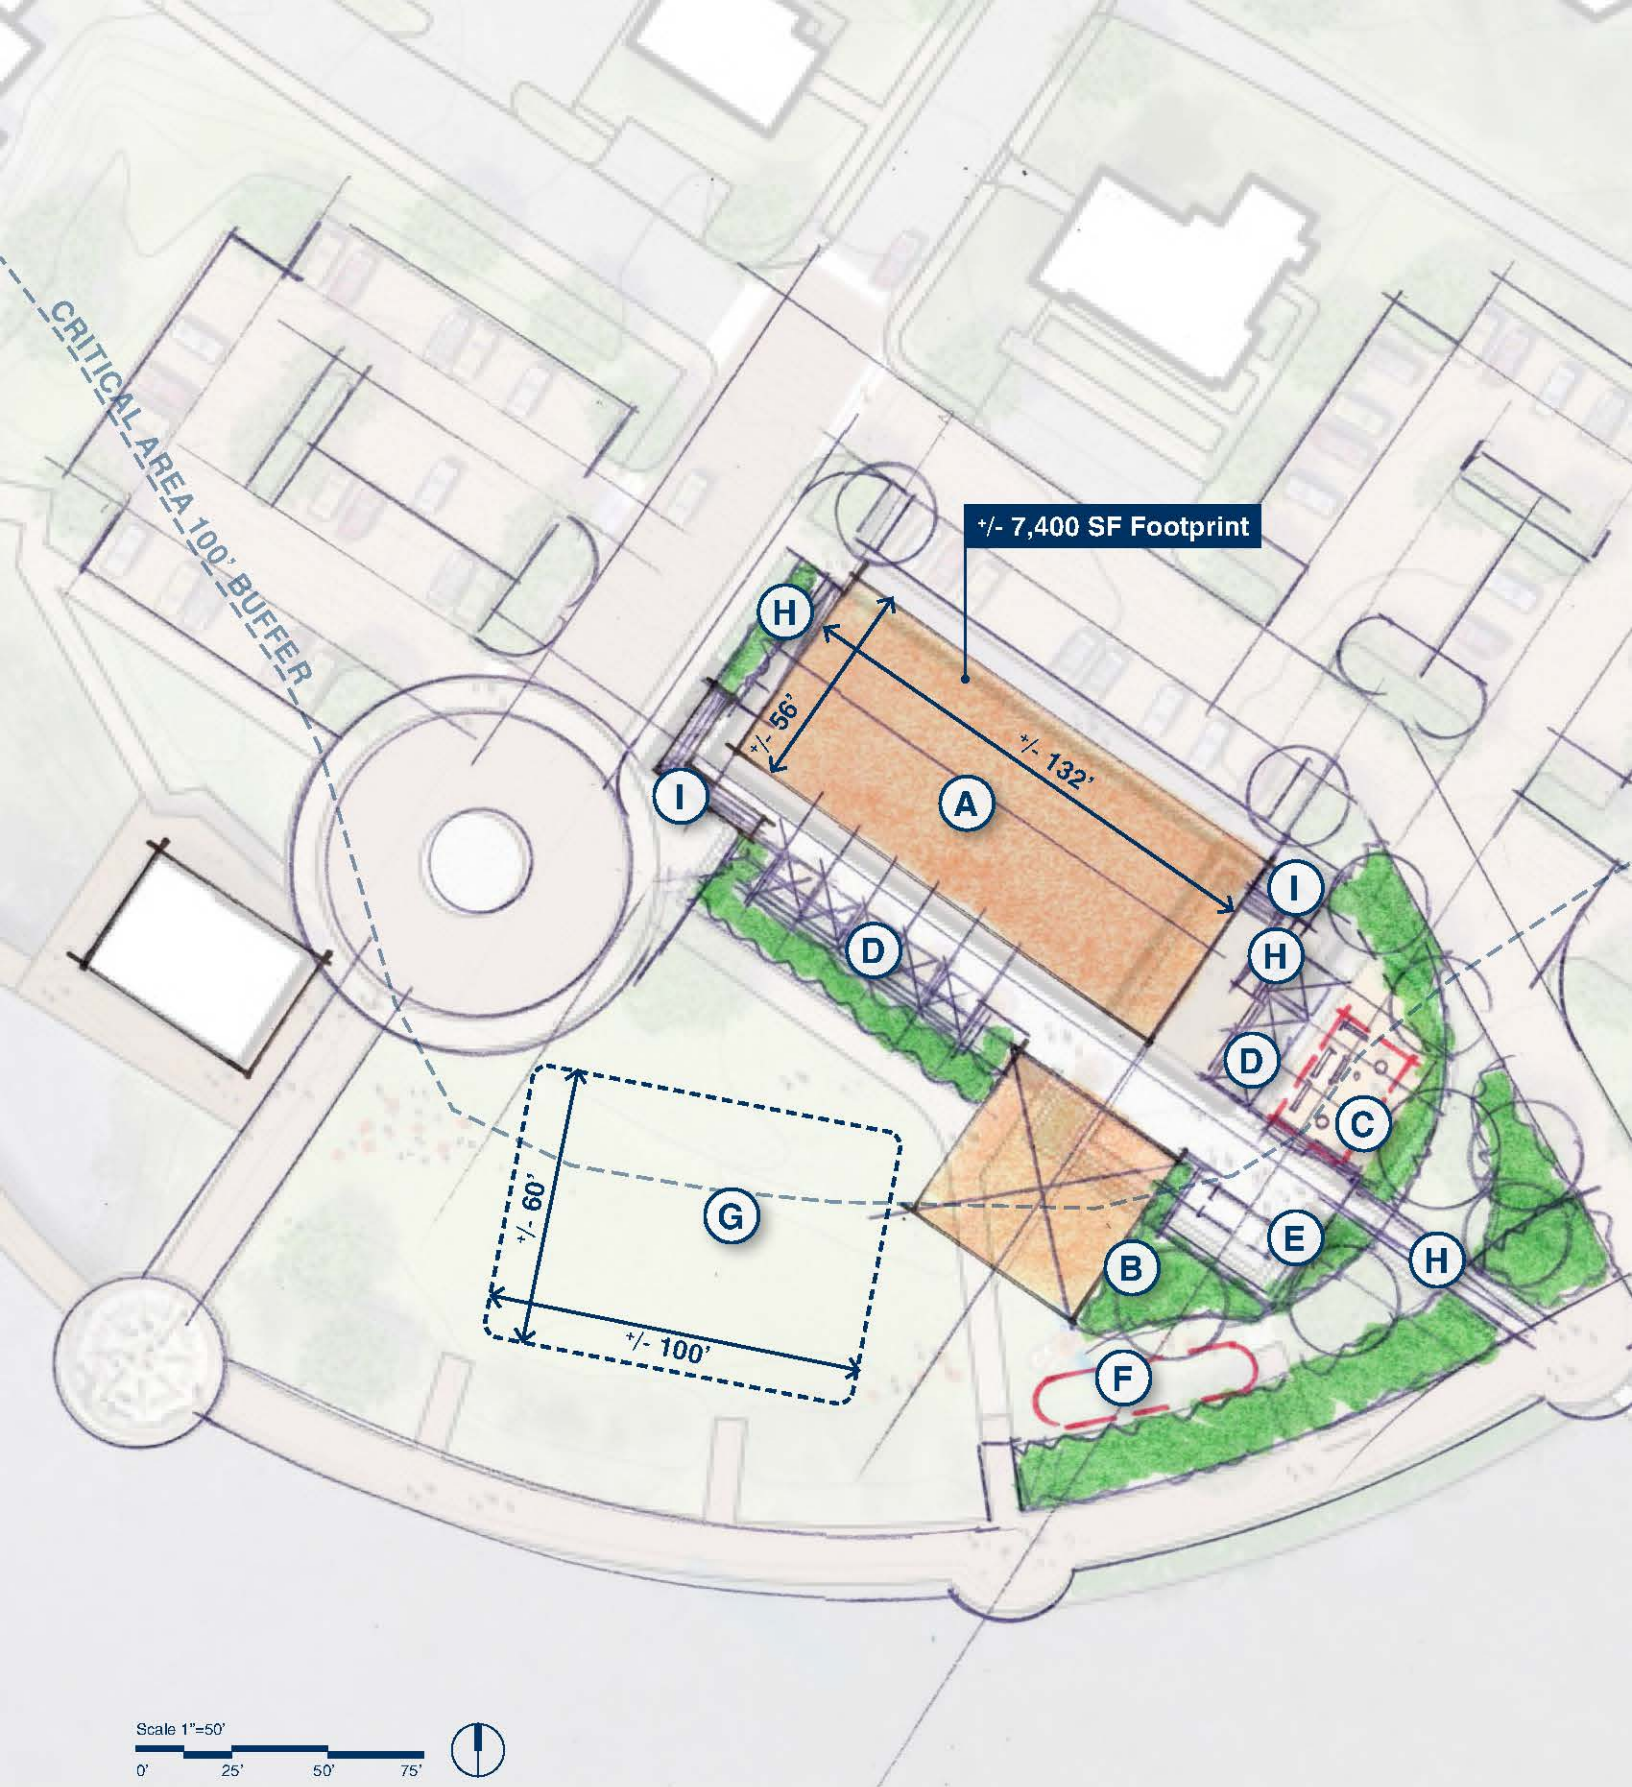 CRITICAL AREA 100' BUFFER
+/- 7,400 SF Footprint
H
+/- 56'
+/- 132'
I
A
I
D
H
D
C
+/- 60'
G
B
E
H
+/- 100'
F
Scale 1"=50'
0' 25' 50' 75'